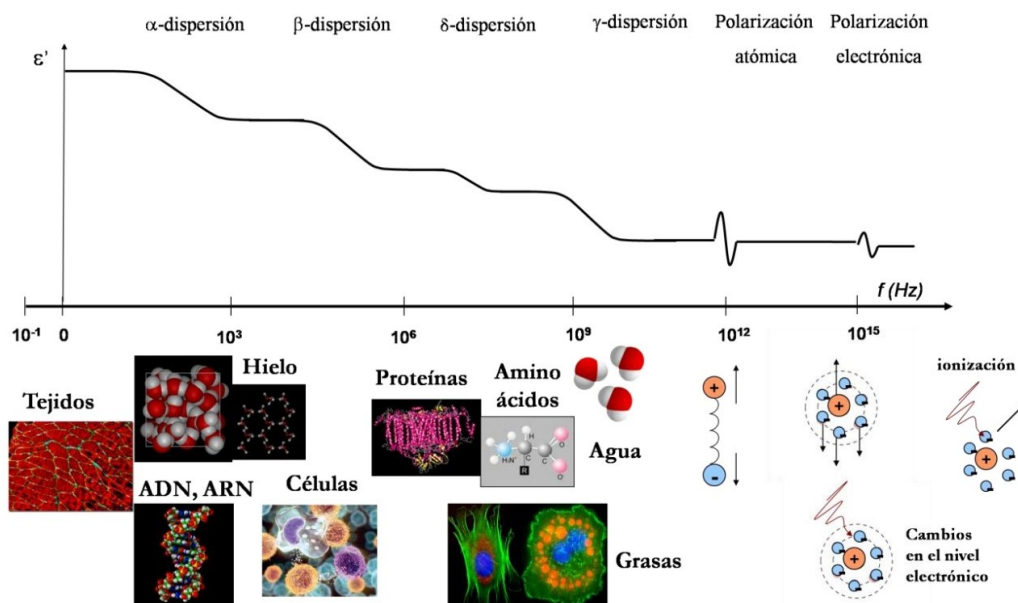 α-dispersión
β-dispersión
δ-dispersión
γ-dispersión
Polarización
atómica
Polarización
electrónica
ε'
f (Hz)
10-1
0
10³
10⁶
10⁹
10¹²
10¹⁵
Tejidos
Hielo
Proteínas
Amino
ácidos
Agua
ionización
H
O
H₃N⁺
C
C
R
O⁻
ADN, ARN
Células
Grasas
Cambios
en el nivel
electrónico
+
-
+
+
+